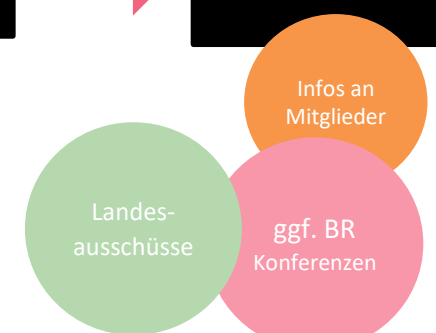 Infos an
Mitglieder
Landes-
ausschüsse
ggf. BR
Konferenzen